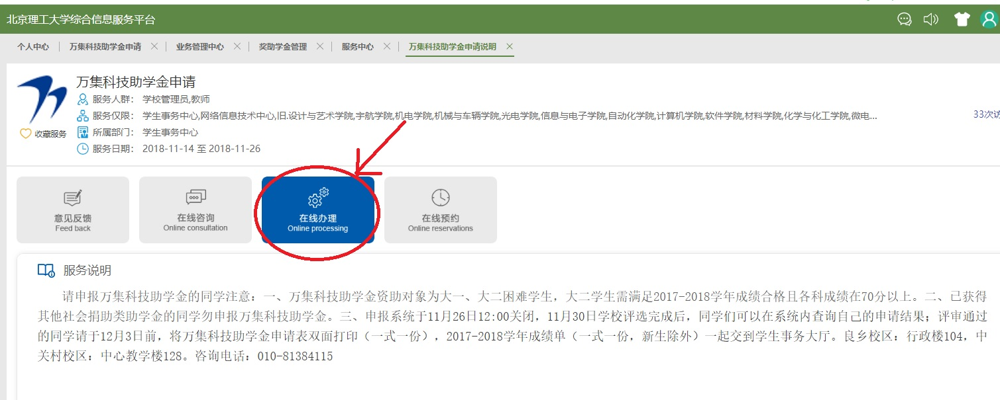 北京理工大学综合信息服务平台
个人中心 万集科技助学金申请 业务管理中心 奖助学金管理 服务中心 万集科技助学金申请说明
万集科技助学金申请
服务人群： 学校管理员,教师
服务仅限： 学生事务中心,网络信息技术中心,旧.设计与艺术学院,宇航学院,机电学院,机械与车辆学院,光电学院,信息与电子学院,自动化学院,计算机学院,软件学院,材料学院,化学与化工学院,微电...
33次访
收藏服务
所属部门： 学生事务中心
服务日期： 2018-11-14 至 2018-11-26
意见反馈
Feed back
在线咨询
Online consultation
在线办理
Online processing
在线预约
Online reservations
服务说明
请申报万集科技助学金的同学注意：一、万集科技助学金资助对象为大一、大二困难学生，大二学生需满足2017-2018学年成绩合格且各科成绩在70分以上。二、已获得
其他社会捐助类助学金的同学勿申报万集科技助学金。三、申报系统于11月26日12:00关闭，11月30日学校评选完成后，同学们可以在系统内查询自己的申请结果；评审通过
的同学请于12月3日前，将万集科技助学金申请表双面打印（一式一份），2017-2018学年成绩单（一式一份，新生除外）一起交到学生事务大厅。良乡校区：行政楼104，中
关村校区：中心教学楼128。咨询电话：010-81384115